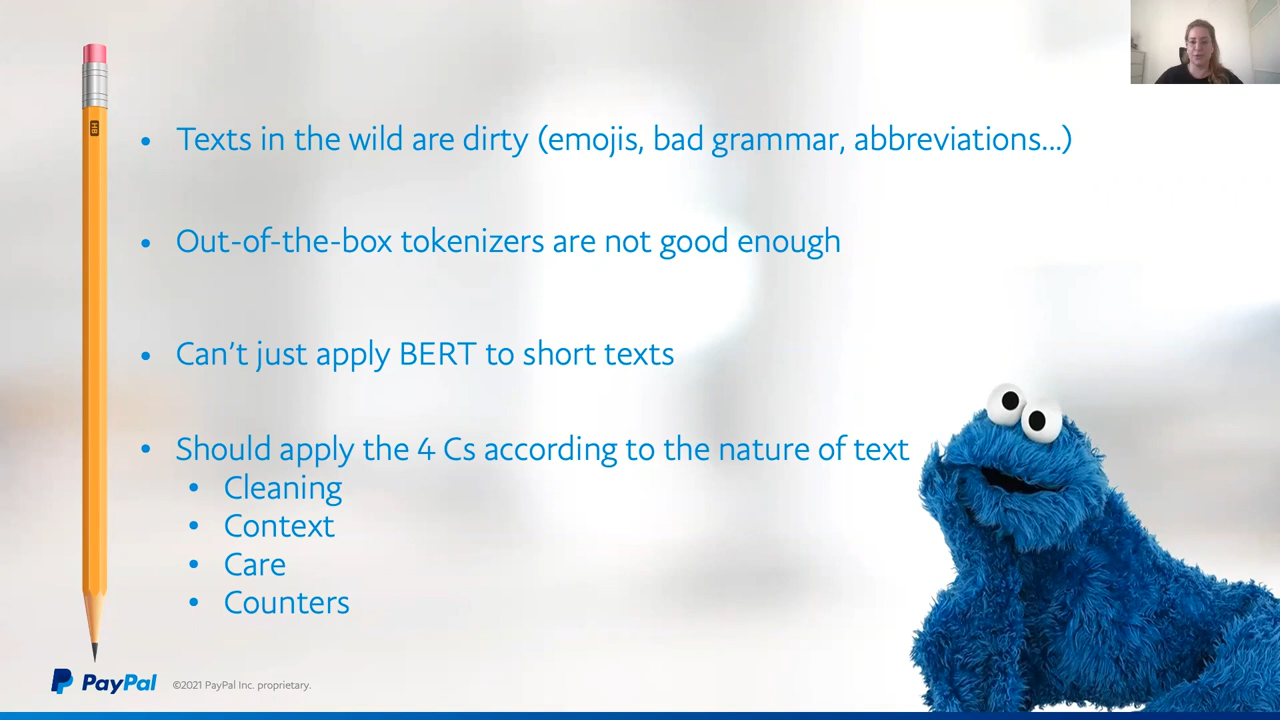 HB
• Texts in the wild are dirty (emojis, bad grammar, abbreviations...)
• Out-of-the-box tokenizers are not good enough
• Can't just apply BERT to short texts
• Should apply the 4 Cs according to the nature of text
• Cleaning
• Context
• Care
• Counters
PayPal ©2021 PayPal Inc. proprietary.